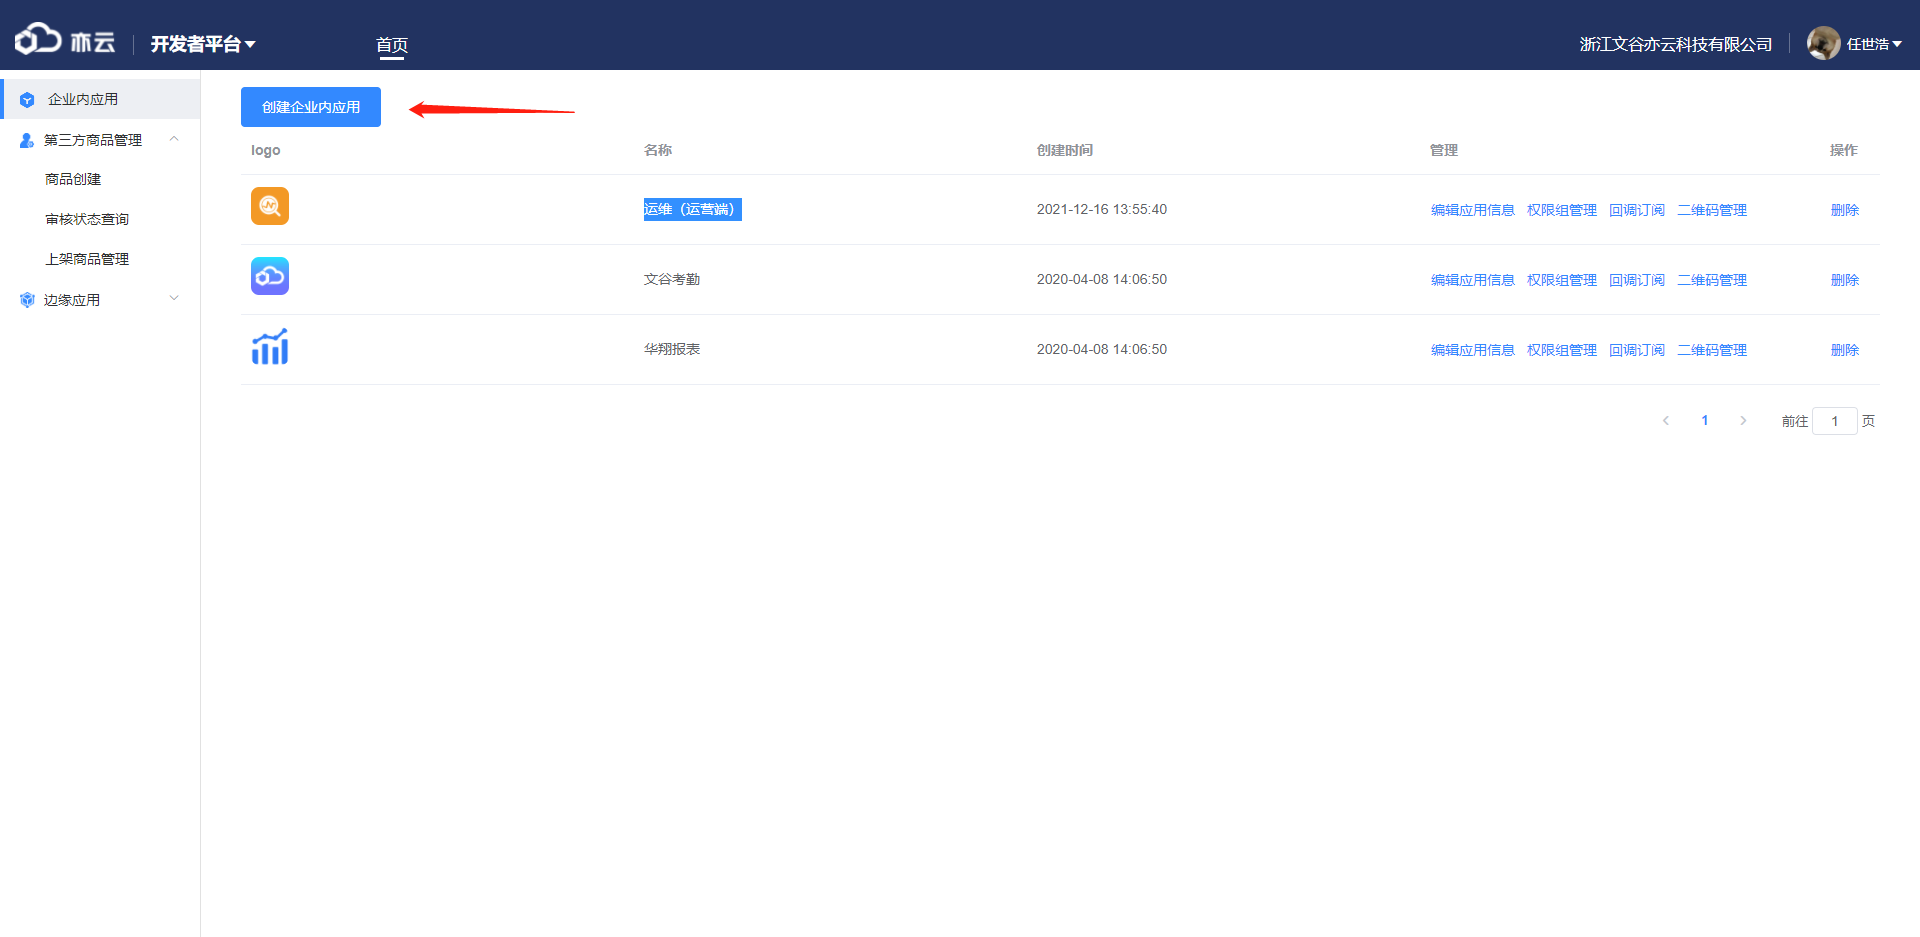 亦云 开发者平台 首页 浙江文谷亦云科技有限公司 任世浩
企业内应用
第三方商品管理
商品创建
审核状态查询
上架商品管理
边缘应用
创建企业内应用
logo 名称 创建时间 管理 操作
运维（运营端） 2021-12-16 13:55:40 编辑应用信息 权限组管理 回调订阅 二维码管理 删除
文谷考勤 2020-04-08 14:06:50 编辑应用信息 权限组管理 回调订阅 二维码管理 删除
华翔报表 2020-04-08 14:06:50 编辑应用信息 权限组管理 回调订阅 二维码管理 删除
1 前往 1 页